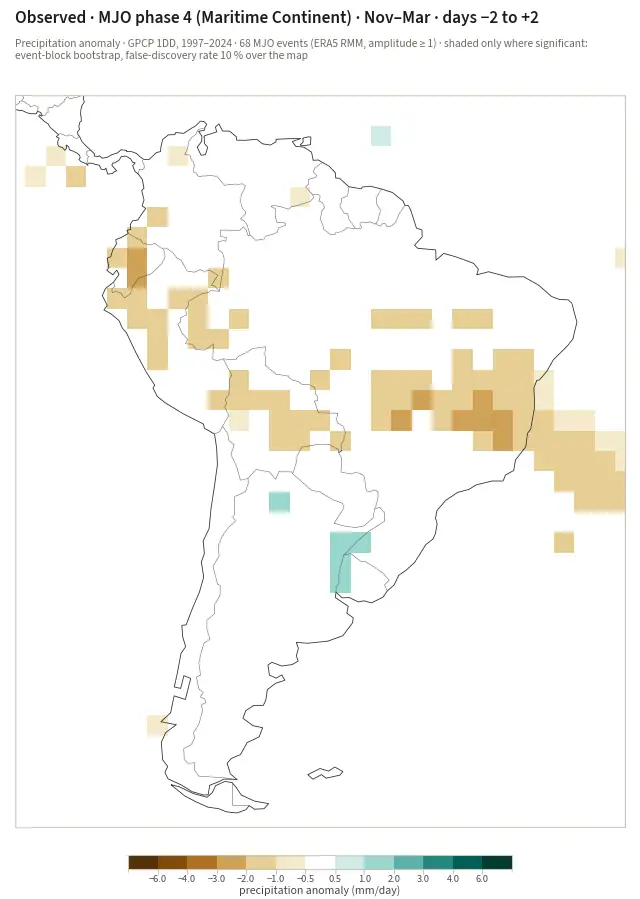 Observed · MJO phase 4 (Maritime Continent) · Nov–Mar · days −2 to +2
Precipitation anomaly · GPCP 1DD, 1997–2024 · 68 MJO events (ERA5 RMM, amplitude ≥ 1) · shaded only where significant:
event-block bootstrap, false-discovery rate 10 % over the map
−6.0 −4.0 −3.0 −2.0 −1.0 −0.5 0.5 1.0 2.0 3.0 4.0 6.0
precipitation anomaly (mm/day)